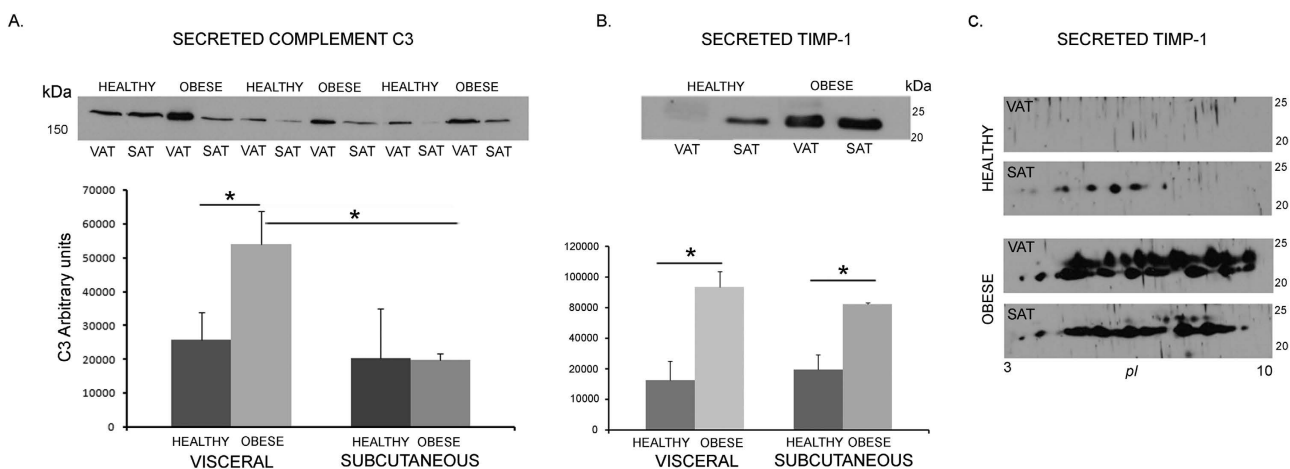 A.
SECRETED COMPLEMENT C3
HEALTHY OBESE HEALTHY OBESE HEALTHY OBESE
kDa
150
VAT SAT VAT SAT VAT SAT VAT SAT VAT SAT VAT SAT
C3 Arbitrary units
70000
60000
50000
40000
30000
20000
10000
0
* *
HEALTHY OBESE HEALTHY OBESE
VISCERAL SUBCUTANEOUS
B.
SECRETED TIMP-1
HEALTHY OBESE kDa
25
20
VAT SAT VAT SAT
120000
100000
80000
60000
20000
20000
0
* *
HEALTHY OBESE HEALTHY OBESE
VISCERAL SUBCUTANEOUS
C.
SECRETED TIMP-1
HEALTHY
VAT 25
20
SAT 25
20
OBESE
VAT 25
20
SAT 25
20
3 pI 10